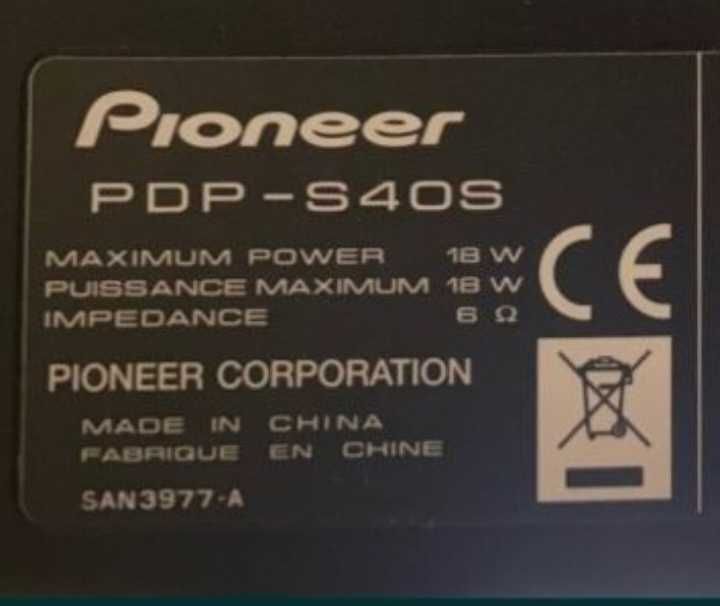 Pioneer
PDP-S40S
MAXIMUM POWER 18 W
PUISSANCE MAXIMUM 18 W
IMPEDANCE 6 Ω
CE
PIONEER CORPORATION
MADE IN CHINA
FABRIQUE EN CHINE
SAN3977-A